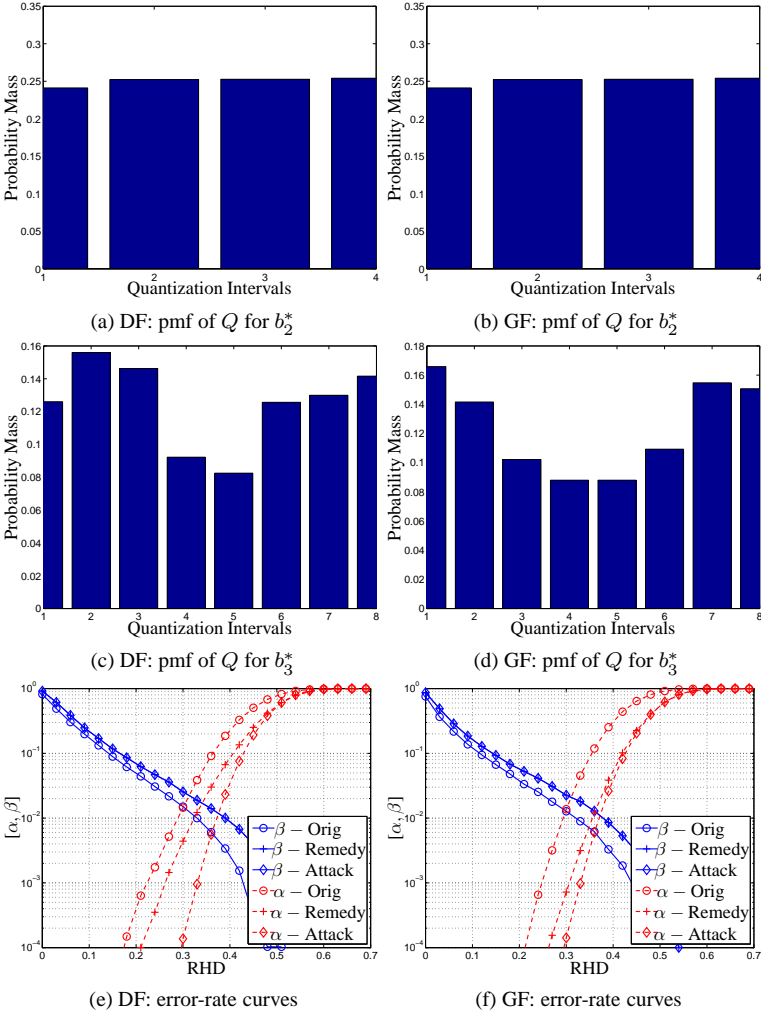 0.35
0.3
0.25
0.2
0.15
0.1
0.05
0
Probability Mass
1 2 3 4
Quantization Intervals
(a) DF: pmf of Q for b₂*
0.35
0.3
0.25
0.2
0.15
0.1
0.05
0
Probability Mass
1 2 3 4
Quantization Intervals
(b) GF: pmf of Q for b₂*
0.16
0.14
0.12
0.1
0.08
0.06
0.04
0.02
0
Probability Mass
1 2 3 4 5 6 7 8
Quantization Intervals
(c) DF: pmf of Q for b₃*
0.18
0.16
0.14
0.12
0.1
0.08
0.06
0.04
0.02
0
Probability Mass
1 2 3 4 5 6 7 8
Quantization Intervals
(d) GF: pmf of Q for b₃*
10⁰
10⁻¹
10⁻²
10⁻³
10⁻⁴
[α, β]
β − Orig
β − Remedy
β − Attack
α − Orig
α − Remedy
α − Attack
0 0.1 0.2 0.3 0.4 0.5 0.6 0.7
RHD
(e) DF: error-rate curves
10⁰
10⁻¹
10⁻²
10⁻³
10⁻⁴
[α, β]
β − Orig
β − Remedy
β − Attack
α − Orig
α − Remedy
α − Attack
0 0.1 0.2 0.3 0.4 0.5 0.6 0.7
RHD
(f) GF: error-rate curves